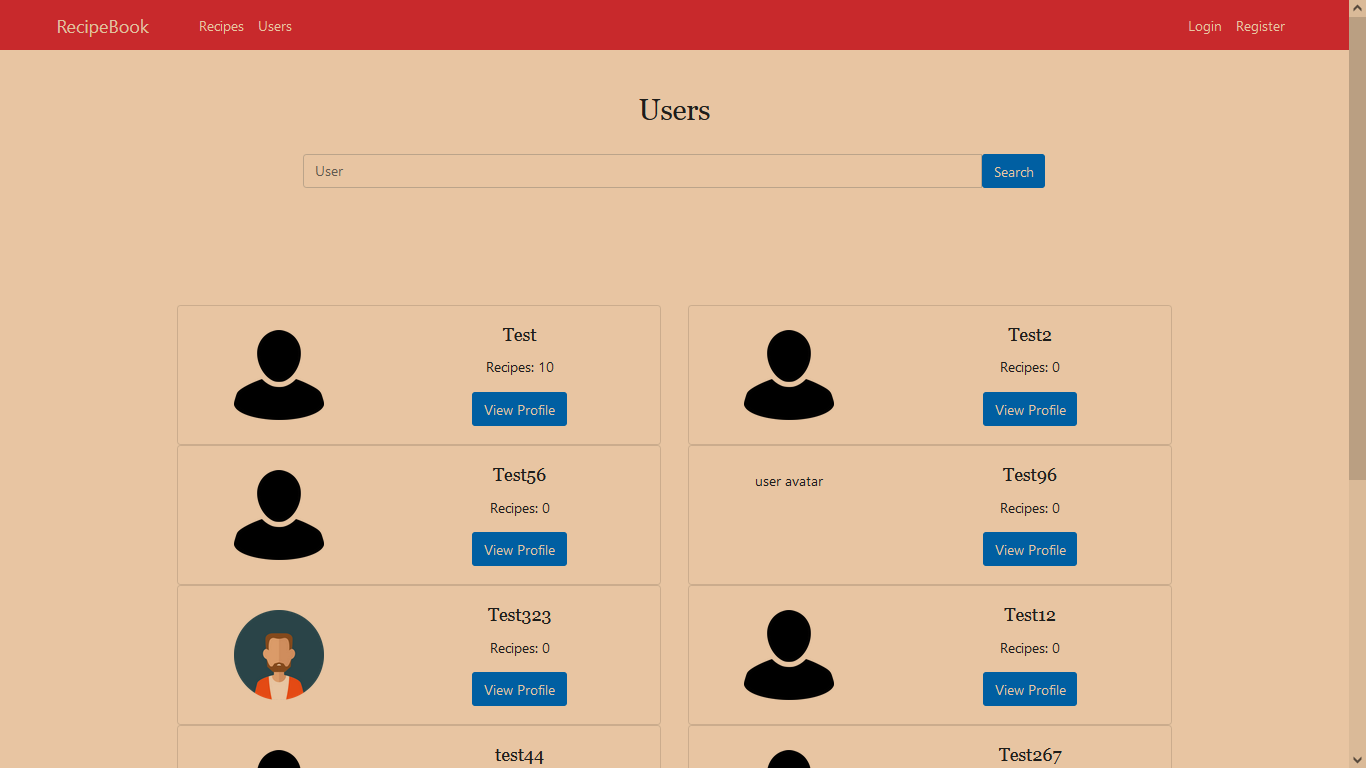 RecipeBook Recipes Users Login Register
Users
User Search
Test
Recipes: 10
View Profile
Test2
Recipes: 0
View Profile
Test56
Recipes: 0
View Profile
user avatar
Test96
Recipes: 0
View Profile
Test323
Recipes: 0
View Profile
Test12
Recipes: 0
View Profile
test44
Test267